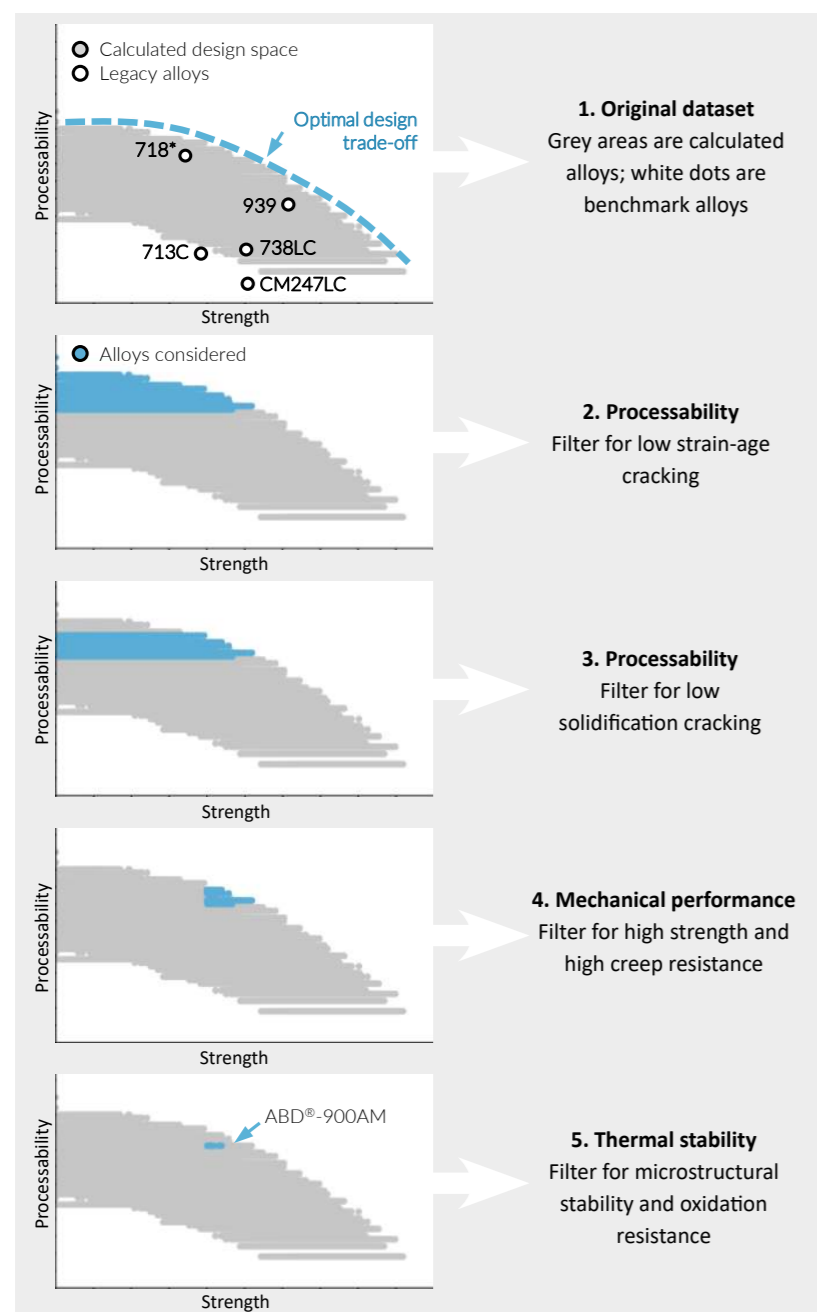 Calculated design space
Legacy alloys
Optimal design
trade-off
718*
939
713C
738LC
CM247LC
Processability
Strength
1. Original dataset
Grey areas are calculated
alloys; white dots are
benchmark alloys
Alloys considered
Processability
Strength
2. Processability
Filter for low strain-age
cracking
Processability
Strength
3. Processability
Filter for low
solidification cracking
Processability
Strength
4. Mechanical performance
Filter for high strength and
high creep resistance
ABD®-900AM
Processability
Strength
5. Thermal stability
Filter for microstructural
stability and oxidation
resistance